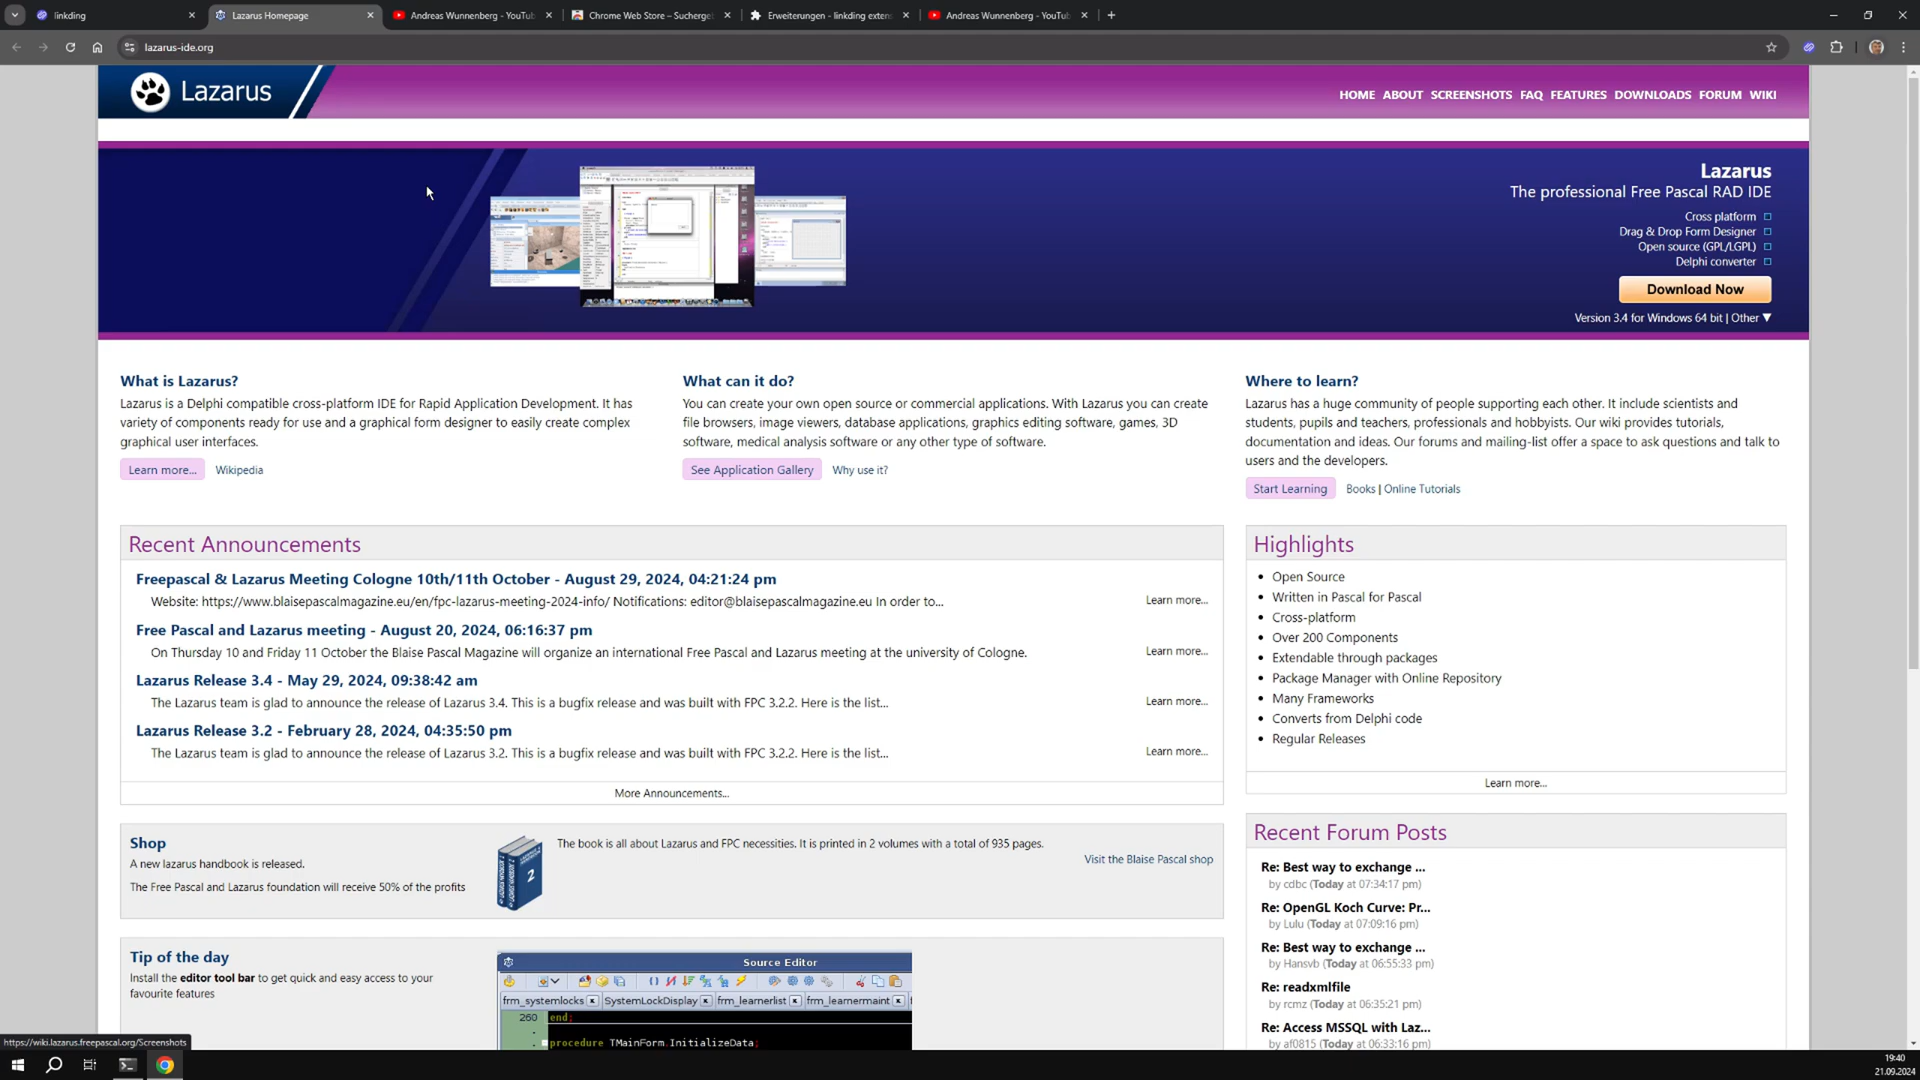 linkding
Lazarus Homepage
Andreas Wunnenberg - YouTu
Chrome Web Store – Sucherge
Erweiterungen - linkding exten
Andreas Wunnenberg - YouTu
lazarus-ide.org
Lazarus
HOME ABOUT SCREENSHOTS FAQ FEATURES DOWNLOADS FORUM WIKI
Lazarus
The professional Free Pascal RAD IDE
Cross platform
Drag & Drop Form Designer
Open source (GPL/LGPL)
Delphi converter
Download Now
Version 3.4 for Windows 64 bit | Other ▼
What is Lazarus?
Lazarus is a Delphi compatible cross-platform IDE for Rapid Application Development. It has
variety of components ready for use and a graphical form designer to easily create complex
graphical user interfaces.
Learn more... Wikipedia
What can it do?
You can create your own open source or commercial applications. With Lazarus you can create
file browsers, image viewers, database applications, graphics editing software, games, 3D
software, medical analysis software or any other type of software.
See Application Gallery Why use it?
Where to learn?
Lazarus has a huge community of people supporting each other. It include scientists and
students, pupils and teachers, professionals and hobbyists. Our wiki provides tutorials,
documentation and ideas. Our forums and mailing-list offer a space to ask questions and talk to
users and the developers.
Start Learning Books | Online Tutorials
Recent Announcements
Freepascal & Lazarus Meeting Cologne 10th/11th October - August 29, 2024, 04:21:24 pm
Website: https://www.blaisepascalmagazine.eu/en/fpc-lazarus-meeting-2024-info/ Notifications: editor@blaisepascalmagazine.eu In order to...
Learn more...
Free Pascal and Lazarus meeting - August 20, 2024, 06:16:37 pm
On Thursday 10 and Friday 11 October the Blaise Pascal Magazine will organize an international Free Pascal and Lazarus meeting at the university of Cologne.
Learn more...
Lazarus Release 3.4 - May 29, 2024, 09:38:42 am
The Lazarus team is glad to announce the release of Lazarus 3.4. This is a bugfix release and was built with FPC 3.2.2. Here is the list...
Learn more...
Lazarus Release 3.2 - February 28, 2024, 04:35:50 pm
The Lazarus team is glad to announce the release of Lazarus 3.2. This is a bugfix release and was built with FPC 3.2.2. Here is the list...
Learn more...
More Announcements...
Highlights
Open Source
Written in Pascal for Pascal
Cross-platform
Over 200 Components
Extendable through packages
Package Manager with Online Repository
Many Frameworks
Converts from Delphi code
Regular Releases
Learn more...
Shop
A new lazarus handbook is released.
The Free Pascal and Lazarus foundation will receive 50% of the profits
2
The book is all about Lazarus and FPC necessities. It is printed in 2 volumes with a total of 935 pages.
Visit the Blaise Pascal shop
Recent Forum Posts
Re: Best way to exchange ...
by cdbc (Today at 07:34:17 pm)
Re: OpenGL Koch Curve: Pr...
by Lulu (Today at 07:09:16 pm)
Re: Best way to exchange ...
by Hansvb (Today at 06:55:33 pm)
Re: readxmlfile
by rcmz (Today at 06:35:21 pm)
Re: Access MSSQL with Laz...
by af0815 (Today at 06:33:16 pm)
Tip of the day
Install the editor tool bar to get quick and easy access to your
favourite features
Source Editor
frm_systemlocks SystemLockDisplay frm_learnerlist frm_learnermaint
260 end;
procedure TMainForm.InitializeData;
https://wiki.lazarus.freepascal.org/Screenshots
19:40
21.09.2024